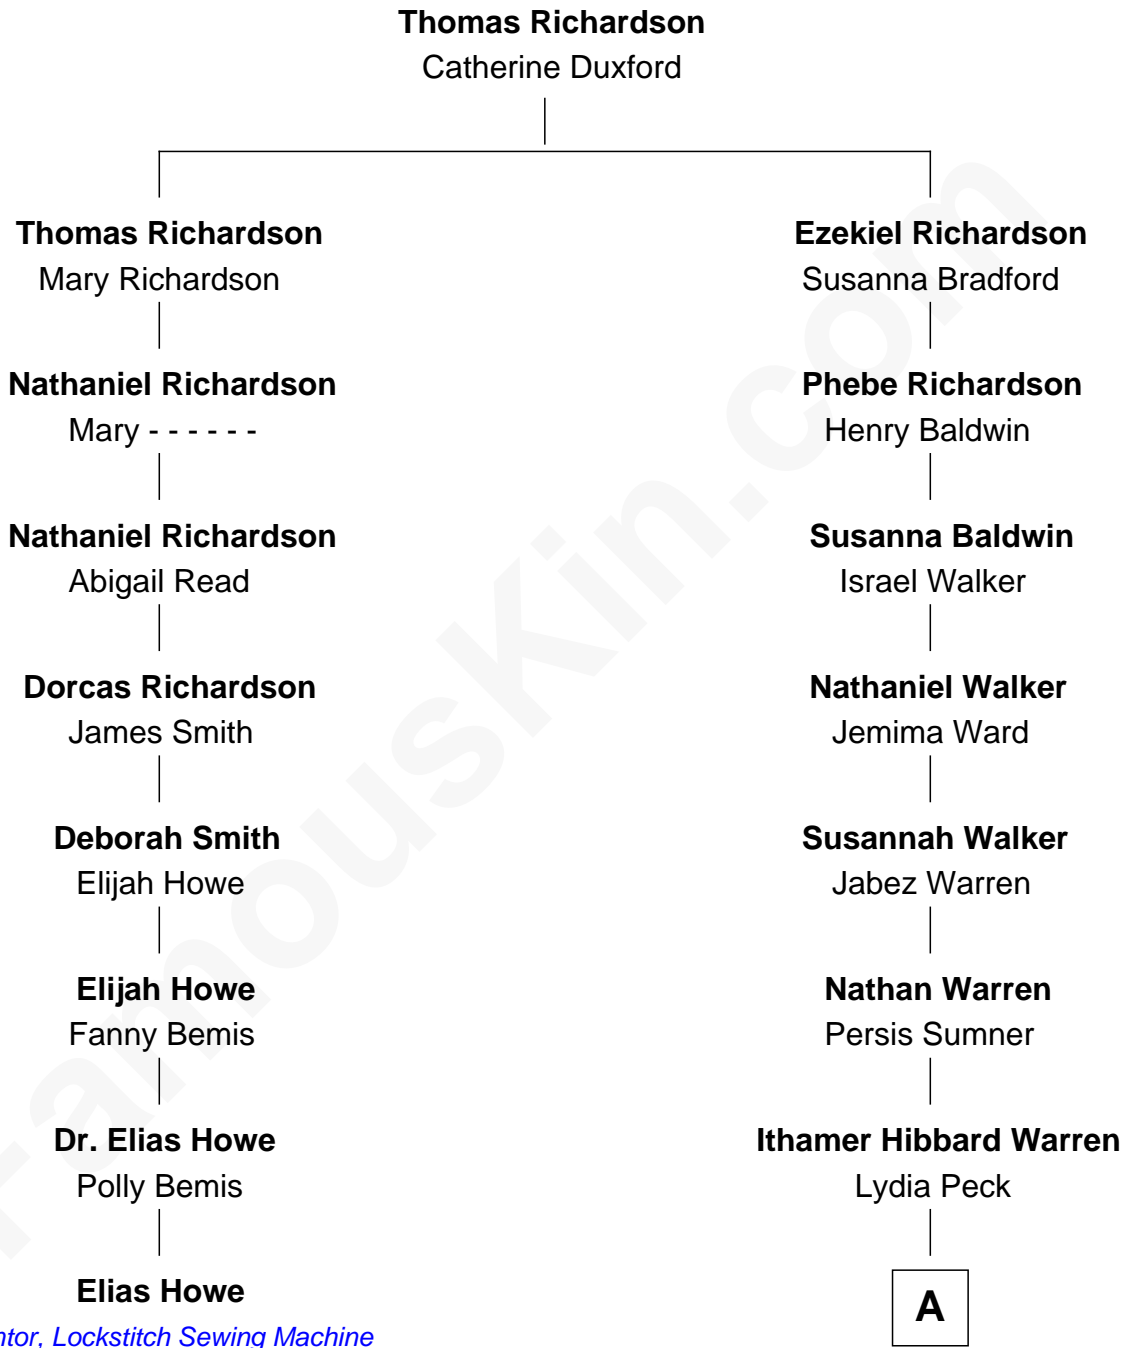 Thomas Richardson
Catherine Duxford
Thomas Richardson
Mary Richardson
Nathaniel Richardson
Mary - - - - - -
Nathaniel Richardson
Abigail Read
Dorcas Richardson
James Smith
Deborah Smith
Elijah Howe
Elijah Howe
Fanny Bemis
Dr. Elias Howe
Polly Bemis
Elias Howe
ntor, Lockstitch Sewing Machine
Ezekiel Richardson
Susanna Bradford
Phebe Richardson
Henry Baldwin
Susanna Baldwin
Israel Walker
Nathaniel Walker
Jemima Ward
Susannah Walker
Jabez Warren
Nathan Warren
Persis Sumner
Ithamer Hibbard Warren
Lydia Peck
A
FamousKin.com